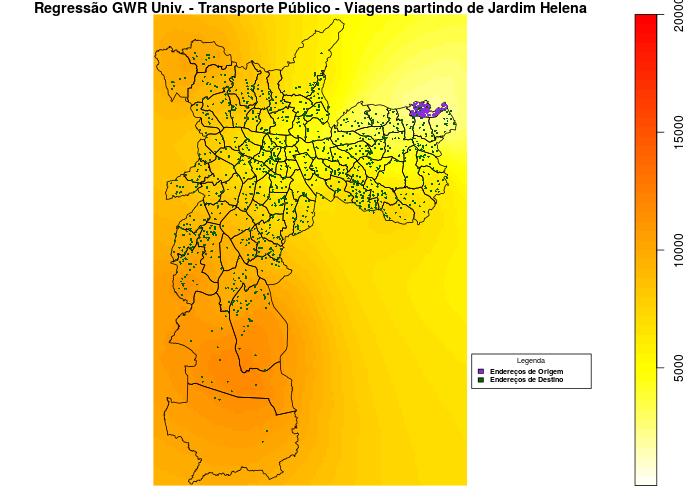 Regressão GWR Univ. - Transporte Público - Viagens partindo de Jardim Helena
20000
15000
10000
5000
Legenda
Endereços de Origem
Endereços de Destino